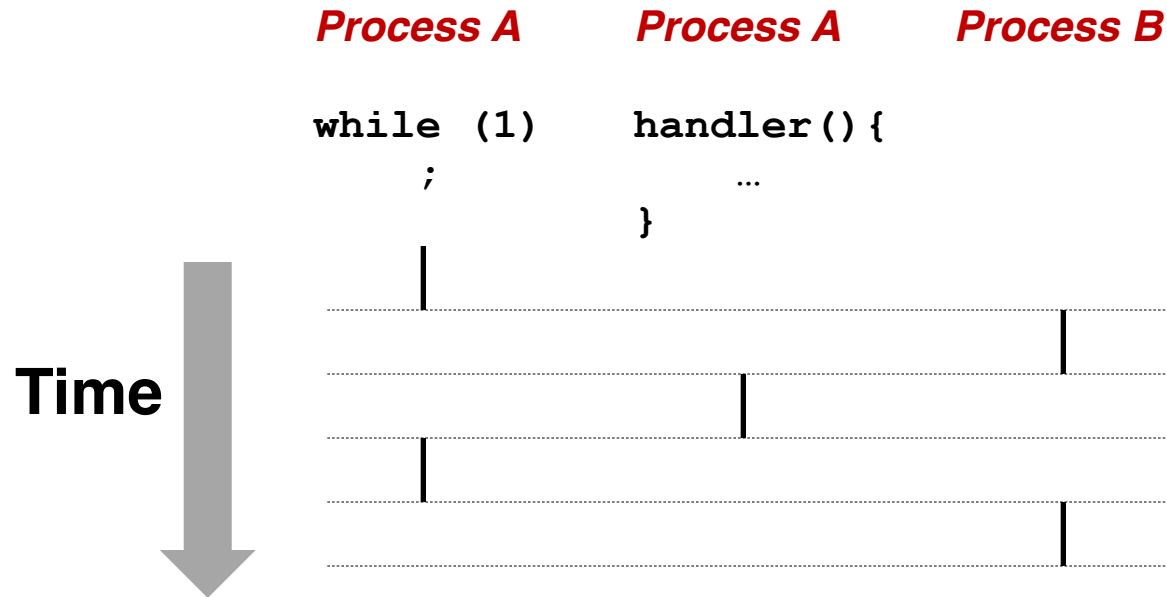 Process A Process A Process B
while (1) handler(){
; …
}
Time